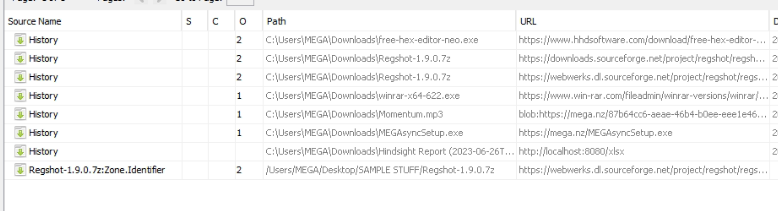 Source Name S C O Path URL D
History 2 C:\Users\MEGA\Downloads\free-hex-editor-neo.exe https://www.hhdsoftware.com/download/free-hex-editor-... 2
History 2 C:\Users\MEGA\Downloads\Regshot-1.9.0.7z https://downloads.sourceforge.net/project/regshot/regsh... 2
History 2 C:\Users\MEGA\Downloads\Regshot-1.9.0.7z https://webwerks.dl.sourceforge.net/project/regshot/regs... 2
History 1 C:\Users\MEGA\Downloads\winrar-x64-622.exe https://www.win-rar.com/fileadmin/winrar-versions/winrar/... 2
History 1 C:\Users\MEGA\Downloads\Momentum.mp3 blob:https://mega.nz/87b64cc6-aeae-46b4-b0ee-eee1e46... 2
History 1 C:\Users\MEGA\Downloads\MEGAsyncSetup.exe https://mega.nz/MEGAsyncSetup.exe 2
History C:\Users\MEGA\Downloads\Hindsight Report (2023-06-26T... http://localhost:8080/xlsx 2
Regshot-1.9.0.7z:Zone.Identifier 2 /Users/MEGA/Desktop/SAMPLE STUFF/Regshot-1.9.0.7z https://webwerks.dl.sourceforge.net/project/regshot/regs... 2